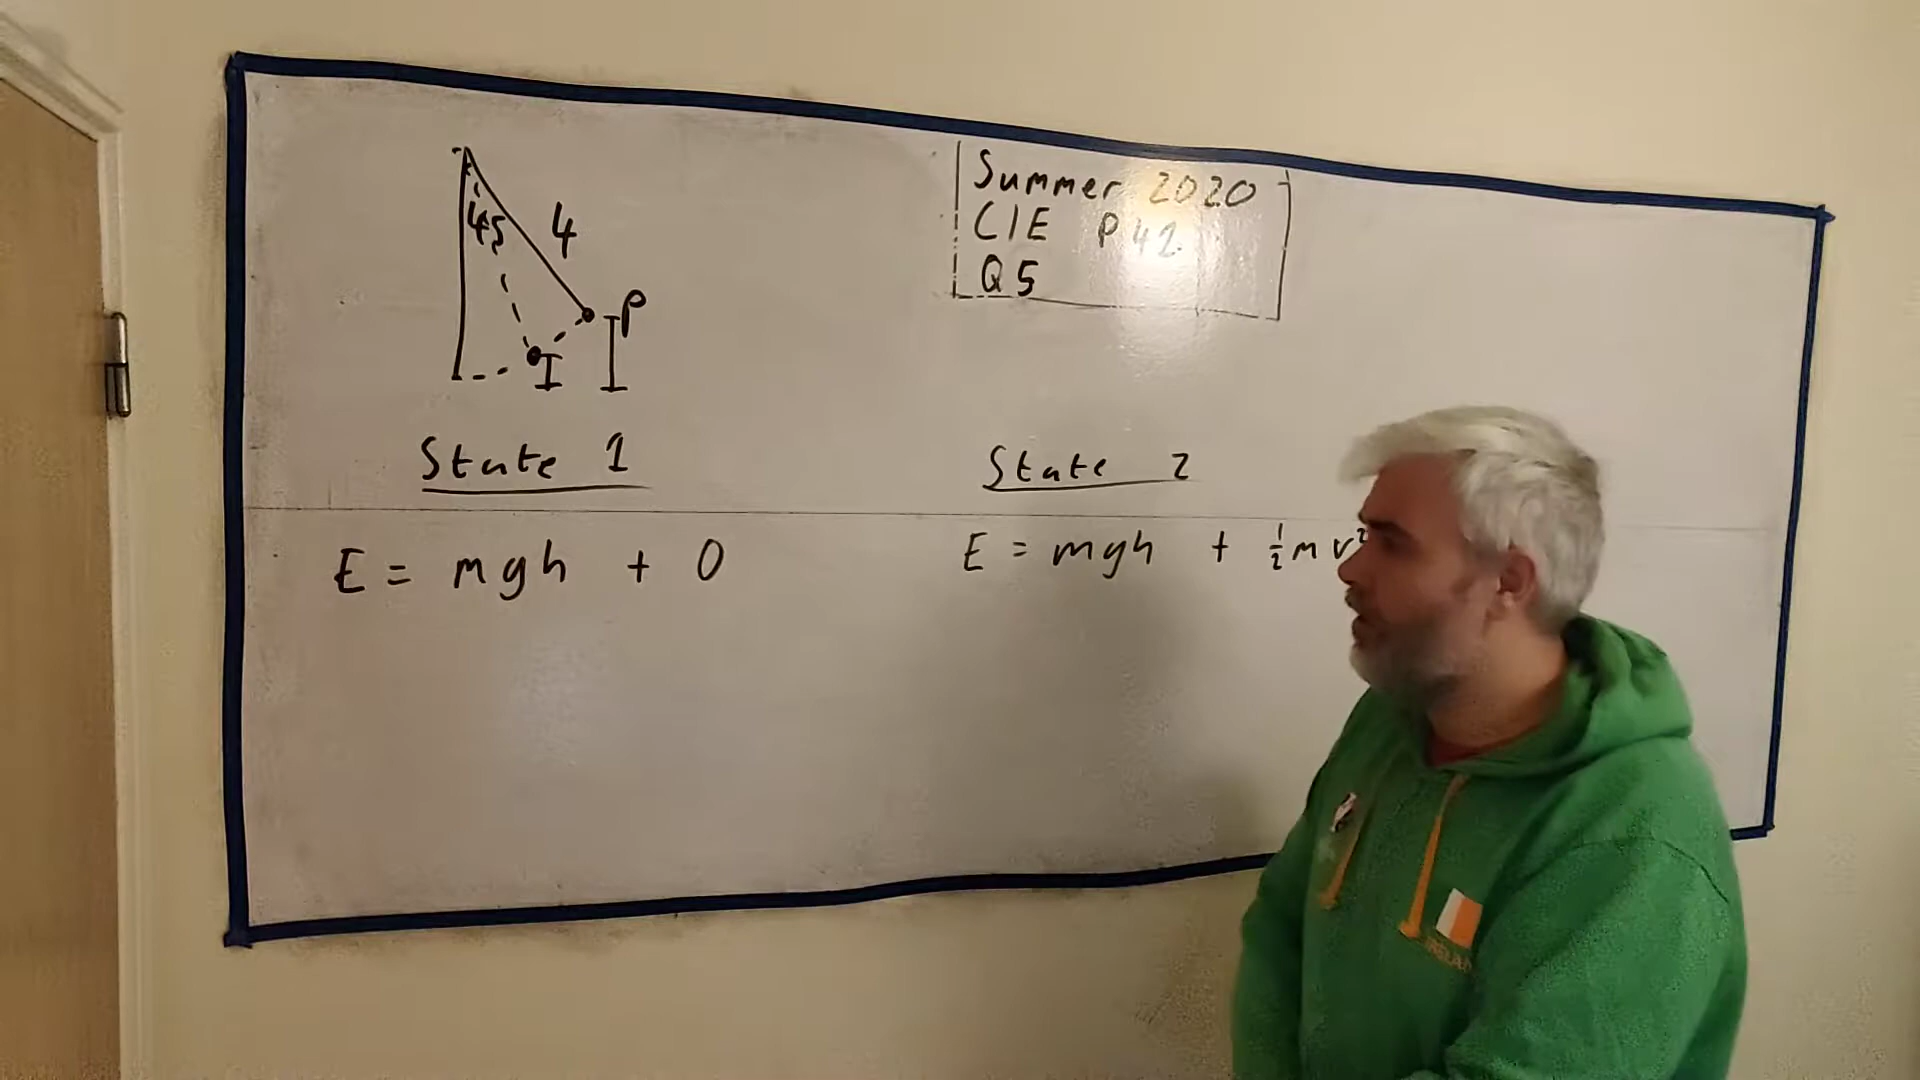 45
4
P
Summer 2020
CIE P42
Q5
State 1
State 2
E = mgh + 0
E = mgh + ½mv²